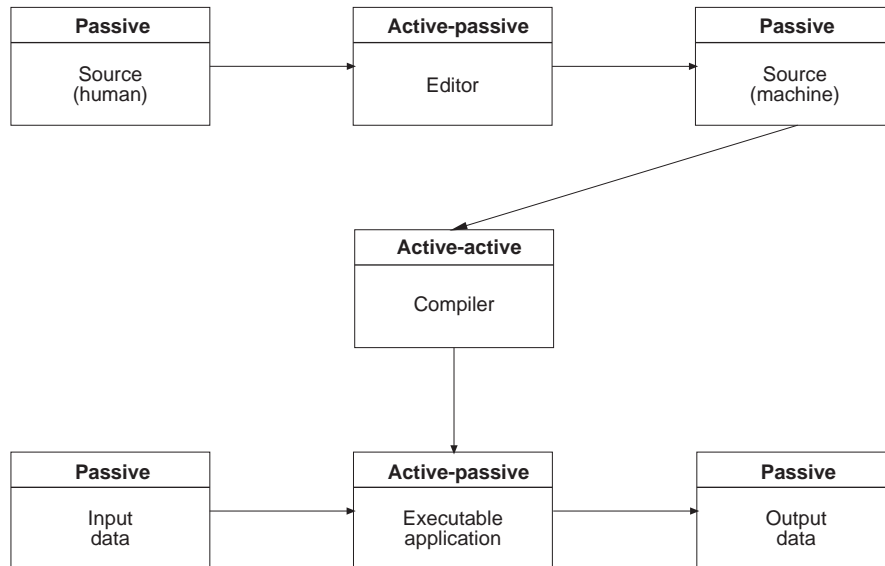 Passive
Source
(human)
Active-passive
Editor
Passive
Source
(machine)
Active-active
Compiler
Passive
Input
data
Active-passive
Executable
application
Passive
Output
data